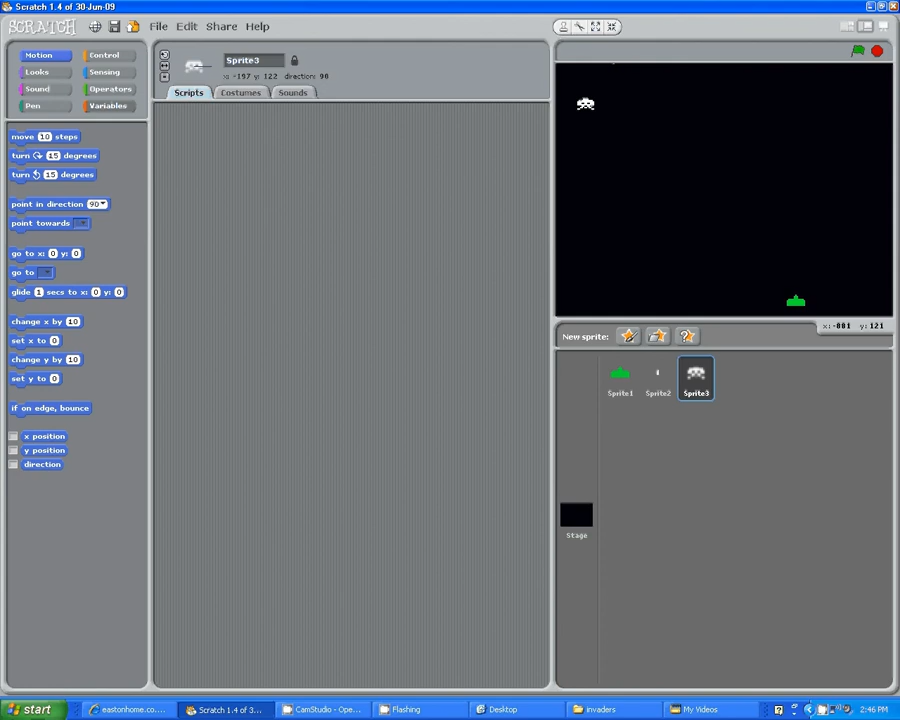 Scratch 1.4 of 30-Jun-09
SCRATCH File Edit Share Help
Motion Control
Looks Sensing
Sound Operators
Pen Variables
Sprite3
x: -197 y: 122 direction: 90
Scripts Costumes Sounds
move 10 steps
turn 15 degrees
turn 15 degrees
point in direction 90
point towards
go to x: 0 y: 0
go to
glide 1 secs to x: 0 y: 0
change x by 10
set x to 0
change y by 10
set y to 0
if on edge, bounce
x position
y position
direction
x: -801 y: 121
New sprite:
Sprite1 Sprite2 Sprite3
Stage
start eastonhome.co.... Scratch 1.4 of 3... CamStudio - Ope... Flashing Desktop invaders My Videos 2:46 PM